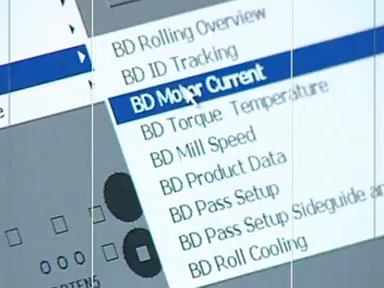 BD Rolling Overview
BD ID Tracking
BD Motor Current
BD Torque Temperature
BD Mill Speed
BD Product Data
BD Pass Setup
BD Pass Setup Sideguide
BD Roll Cooling